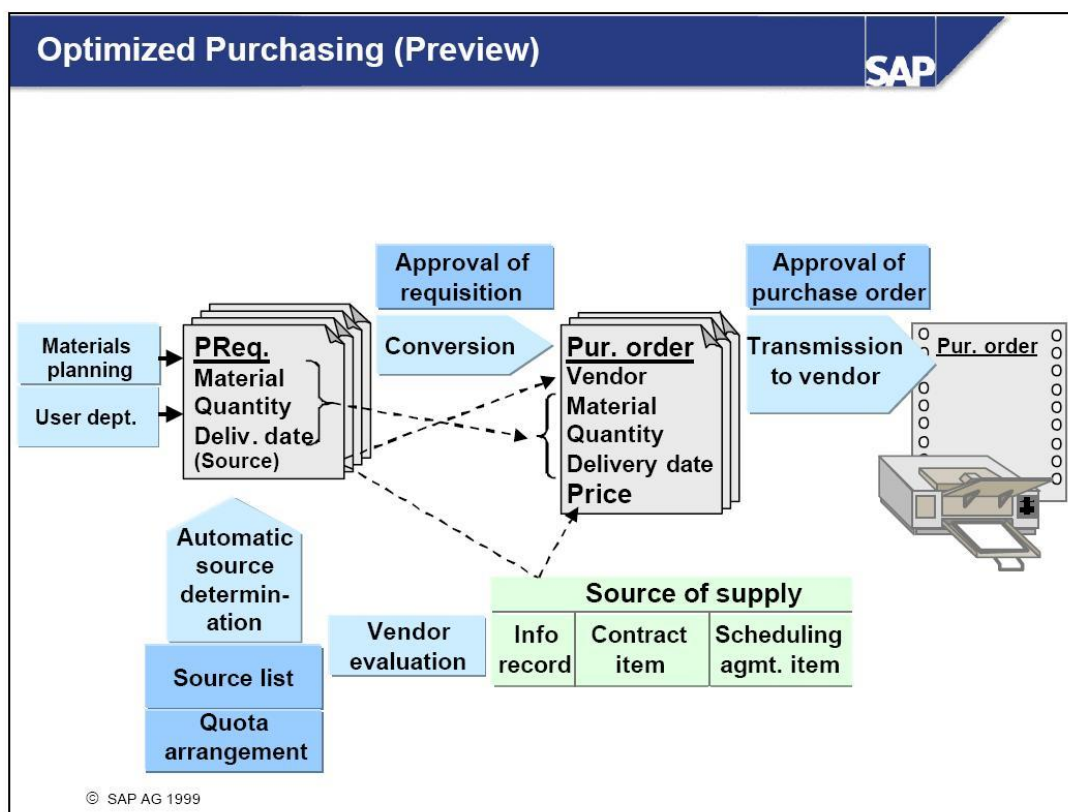 Optimized Purchasing (Preview)
SAP
Approval of
requisition
Approval of
purchase order
Materials
planning
User dept.
PReq.
Material
Quantity
Deliv. date
(Source)
Conversion
Pur. order
Vendor
Material
Quantity
Delivery date
Price
Transmission
to vendor
Pur. order
Automatic
source
determin-
ation
Source list
Quota
arrangement
Vendor
evaluation
Source of supply
Info
record
Contract
item
Scheduling
agmt. item
© SAP AG 1999